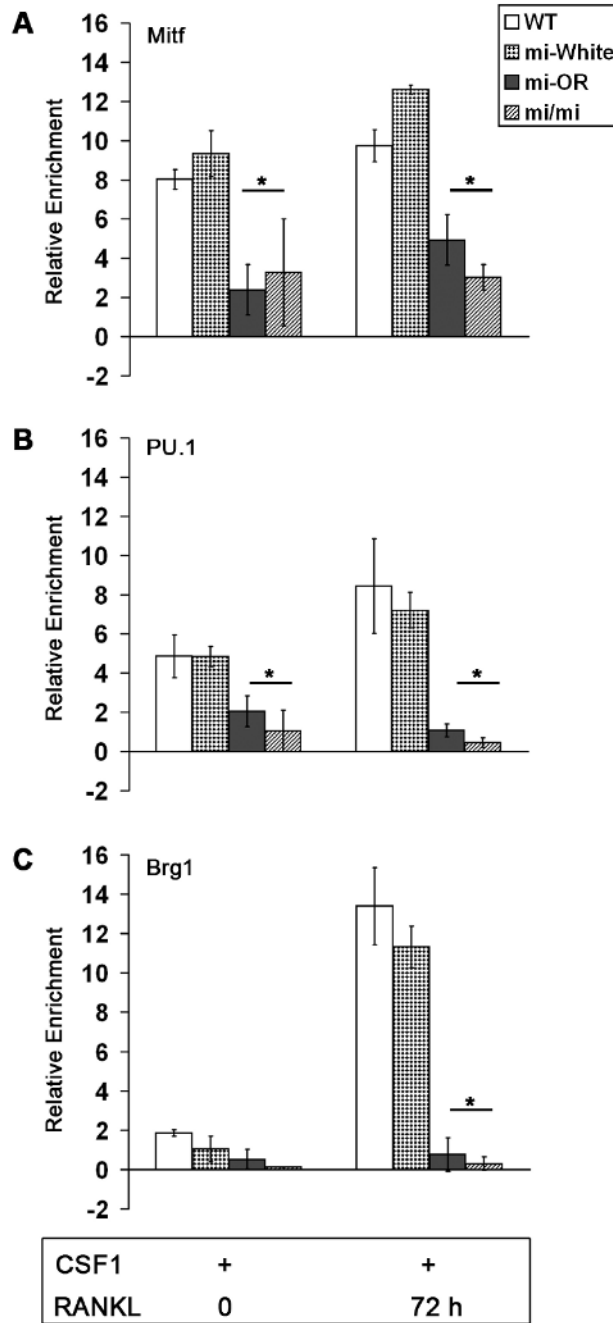 A
Mitf
WT
mi-White
mi-OR
mi/mi
Relative Enrichment
16
14
12
10
8
6
4
2
0
-2
*
*
B
PU.1
Relative Enrichment
16
14
12
10
8
6
4
2
0
-2
*
*
C
Brg1
Relative Enrichment
16
14
12
10
8
6
4
2
0
-2
*
CSF1 + +
RANKL 0 72 h